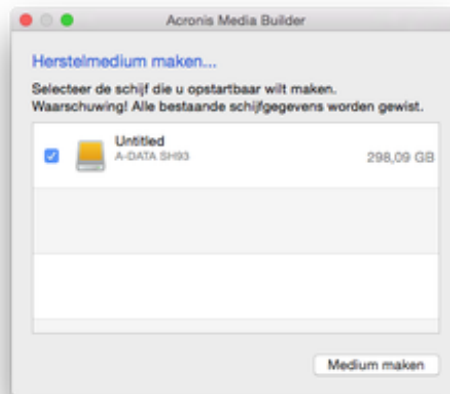 Acronis Media Builder
Herstelmedium maken...
Selecteer de schijf die u opstartbaar wilt maken.
Waarschuwing! Alle bestaande schijfgegevens worden gewist.
Untitled
A-DATA SH93
298,09 GB
Medium maken